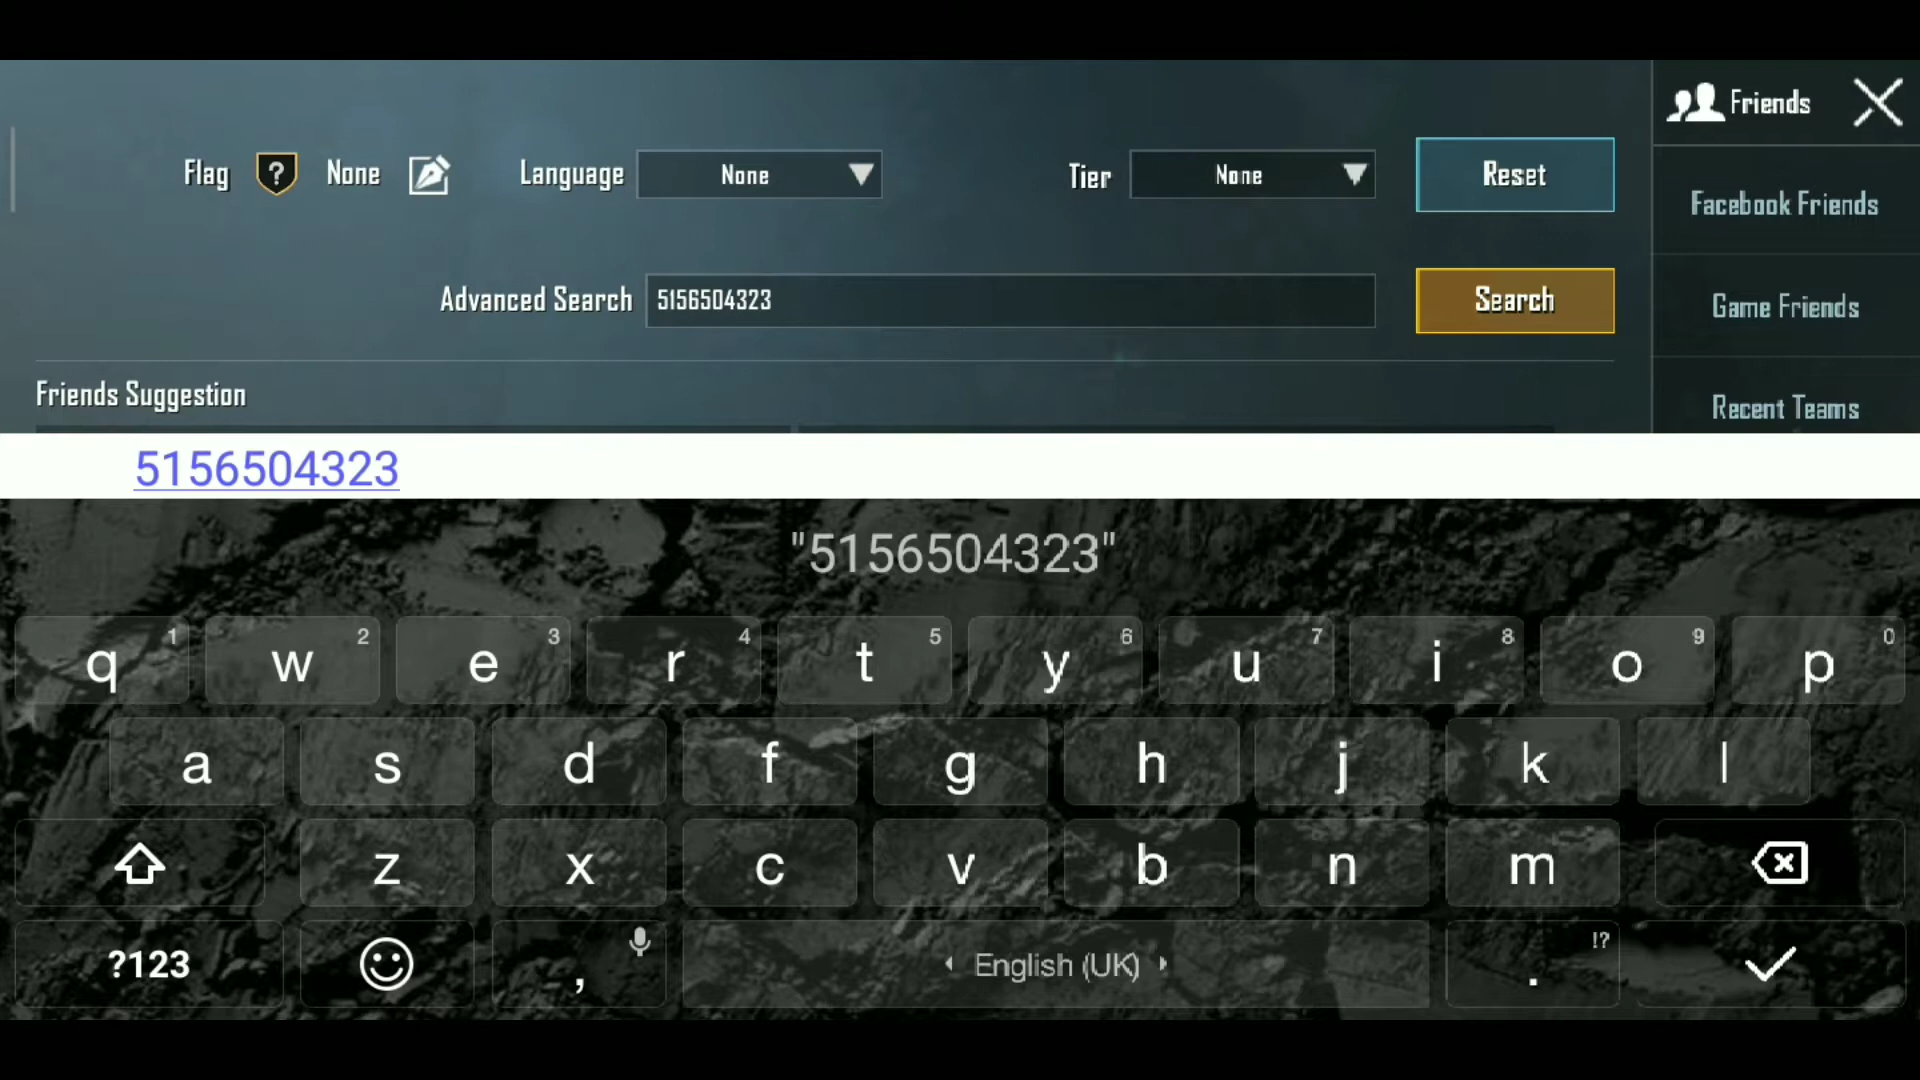 Friends
Flag ? None Language None Tier None Reset
Facebook Friends
Advanced Search 5156504323 Search
Game Friends
Friends Suggestion
Recent Teams
5156504323
"5156504323"
q 1 w 2 e 3 r 4 t 5 y 6 u 7 i 8 o 9 p 0
a s d f g h j k l
z x c v b n m
?123 , English (UK) . !?